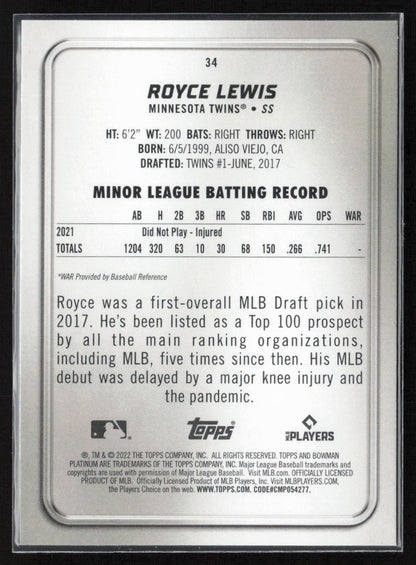 34
ROYCE LEWIS
MINNESOTA TWINS® • SS
HT: 6'2" WT: 200 BATS: RIGHT THROWS: RIGHT
BORN: 6/5/1999, ALISO VIEJO, CA
DRAFTED: TWINS #1-JUNE, 2017
MINOR LEAGUE BATTING RECORD
AB H 2B 3B HR SB RBI AVG OPS WAR
2021 Did Not Play - Injured
TOTALS 1204 320 63 10 30 68 150 .266 .741 -
*WAR Provided by Baseball Reference
Royce was a first-overall MLB Draft pick in
2017. He's been listed as a Top 100 prospect
by all the main ranking organizations,
including MLB, five times since then. His MLB
debut was delayed by a major knee injury and
the pandemic.
Topps
MLB PLAYERS
®, TM & © 2022 THE TOPPS COMPANY, INC. ALL RIGHTS RESERVED. TOPPS AND BOWMAN
PLATINUM ARE TRADEMARKS OF THE TOPPS COMPANY, INC. Major League Baseball trademarks and
copyrights are used with permission of Major League Baseball. Visit MLB.com. OFFICIALLY LICENSED
PRODUCT OF MLB. Officially Licensed Product of MLB Players, Inc. Visit MLBPLAYERS.COM,
the Players Choice on the web. WWW.TOPPS.COM. CODE#CMP054277.